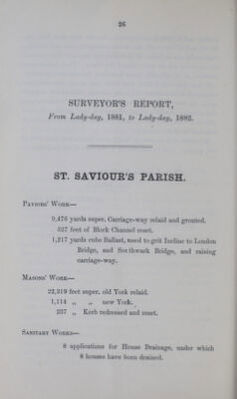 26
SURVEYOR'S REPORT,
From Lady-day, 1881, to Lady-day, 1882.
ST. SAVIOUR'S PARISH.
PAVIORS' WORK—
9,476 yards super. Carriage-way relaid and grouted.
527 feet of Block Channel reset.
1,217 yards cube Ballast, used to grit Incline to London
Bridge, and Southwark Bridge, and raising
carriage-way.
MASONS' WORK—
22,319 feet super. old York relaid.
1,114 „ „ new York.
237 „ Kerb redressed and reset.
SANITARY WORKS—
8 applications for House Drainage, under which
8 houses have been drained.